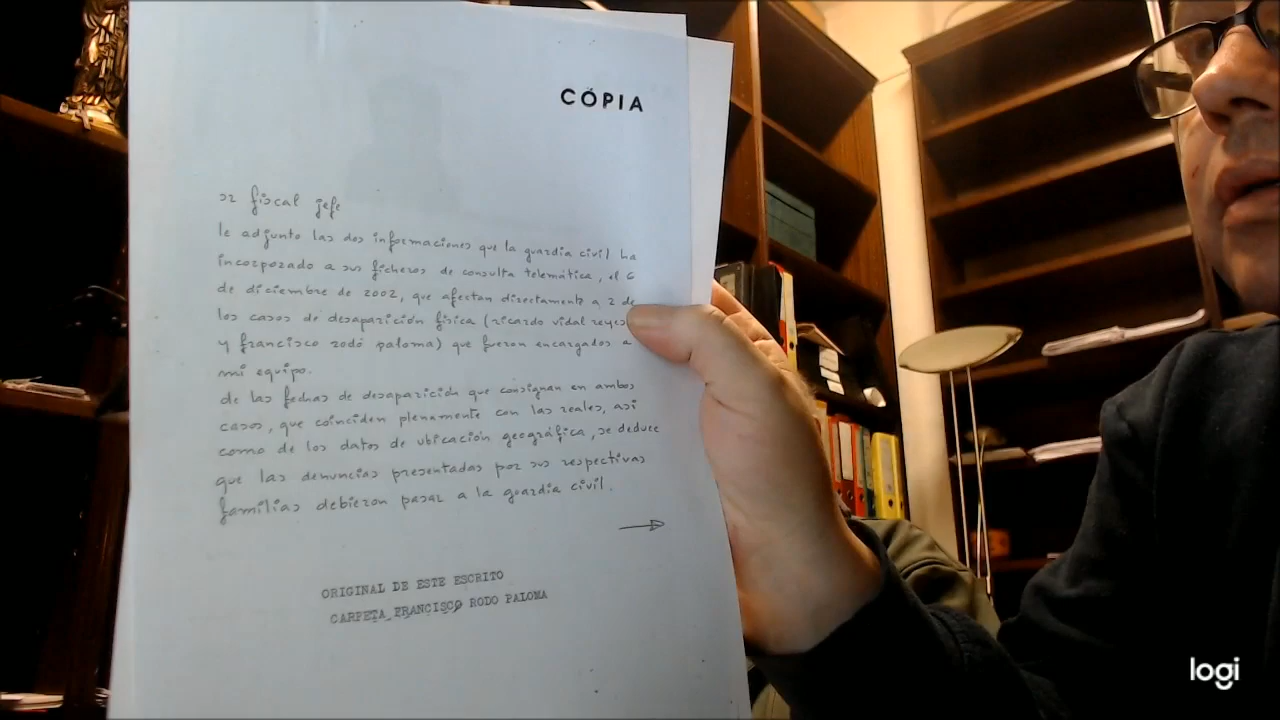 CÒPIA
sr fiscal jefe
le adjunto las dos informaciones que la guardia civil ha
incorporado a sus ficheros de consulta telemática, el 6
de diciembre de 2002, que afectan directamente a 2 de
los casos de desaparición física (ricardo vidal reyes
y francisco rodó paloma) que fueron encargados a
mi equipo.
de las fechas de desaparición que consignan en ambos
casos, que coinciden plenamente con las reales, asi
como de los datos de ubicación geográfica, se deduce
que las denuncias presentadas por sus respectivas
familias debieron pasar a la guardia civil.
→
ORIGINAL DE ESTE ESCRITO
CARPETA FRANCISCO RODO PALOMA
logi